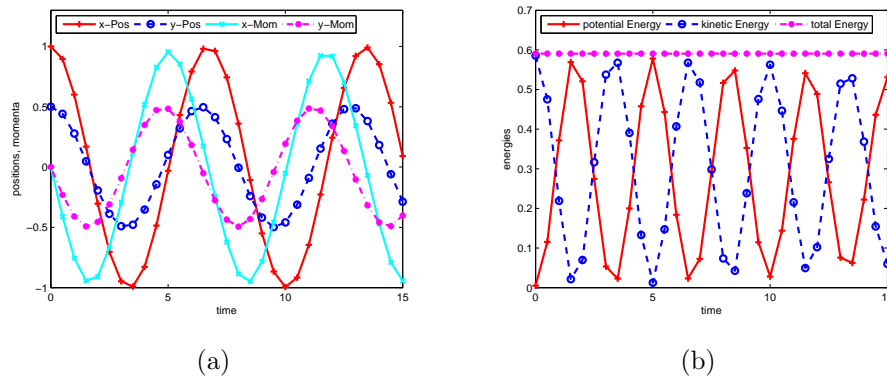 x−Pos y−Pos x−Mom y−Mom
1
0.5
0
−0.5
−1
0 5 10 15
positions, momenta
time
(a)
potential Energy kinetic Energy total Energy
0.7
0.6
0.5
0.4
0.3
0.2
0.1
0
0 5 10 15
energies
time
(b)